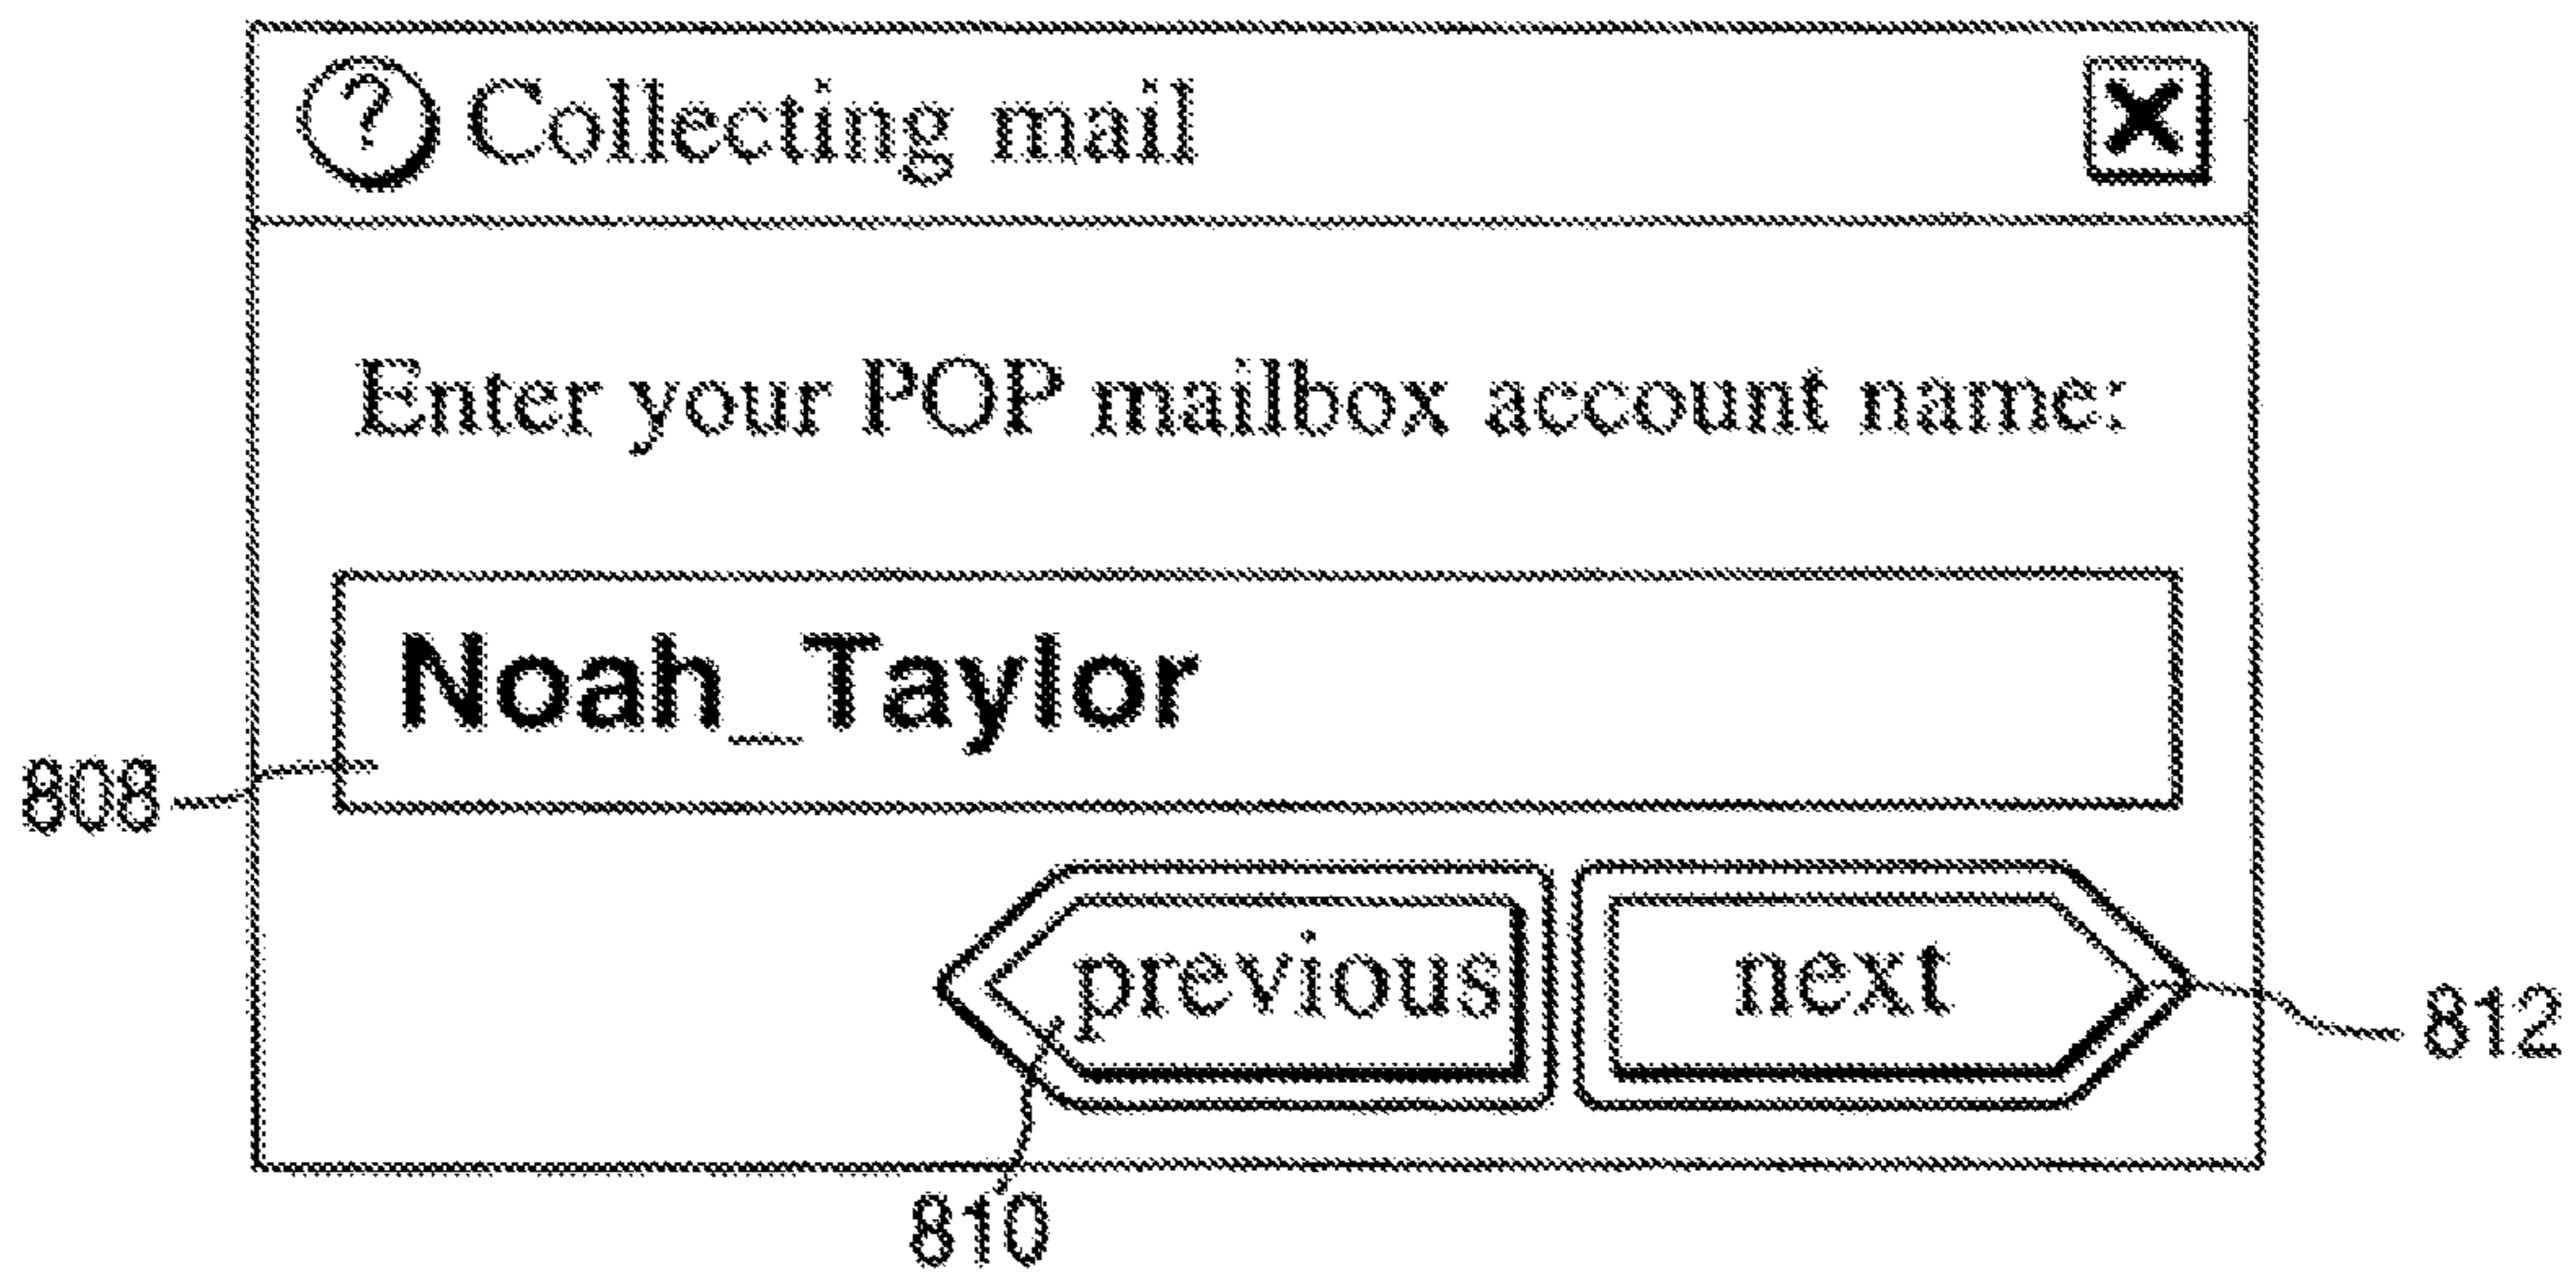 ? Collecting mail X
Enter your POP mailbox account name:
Noah_Taylor
808
previous next
812
810